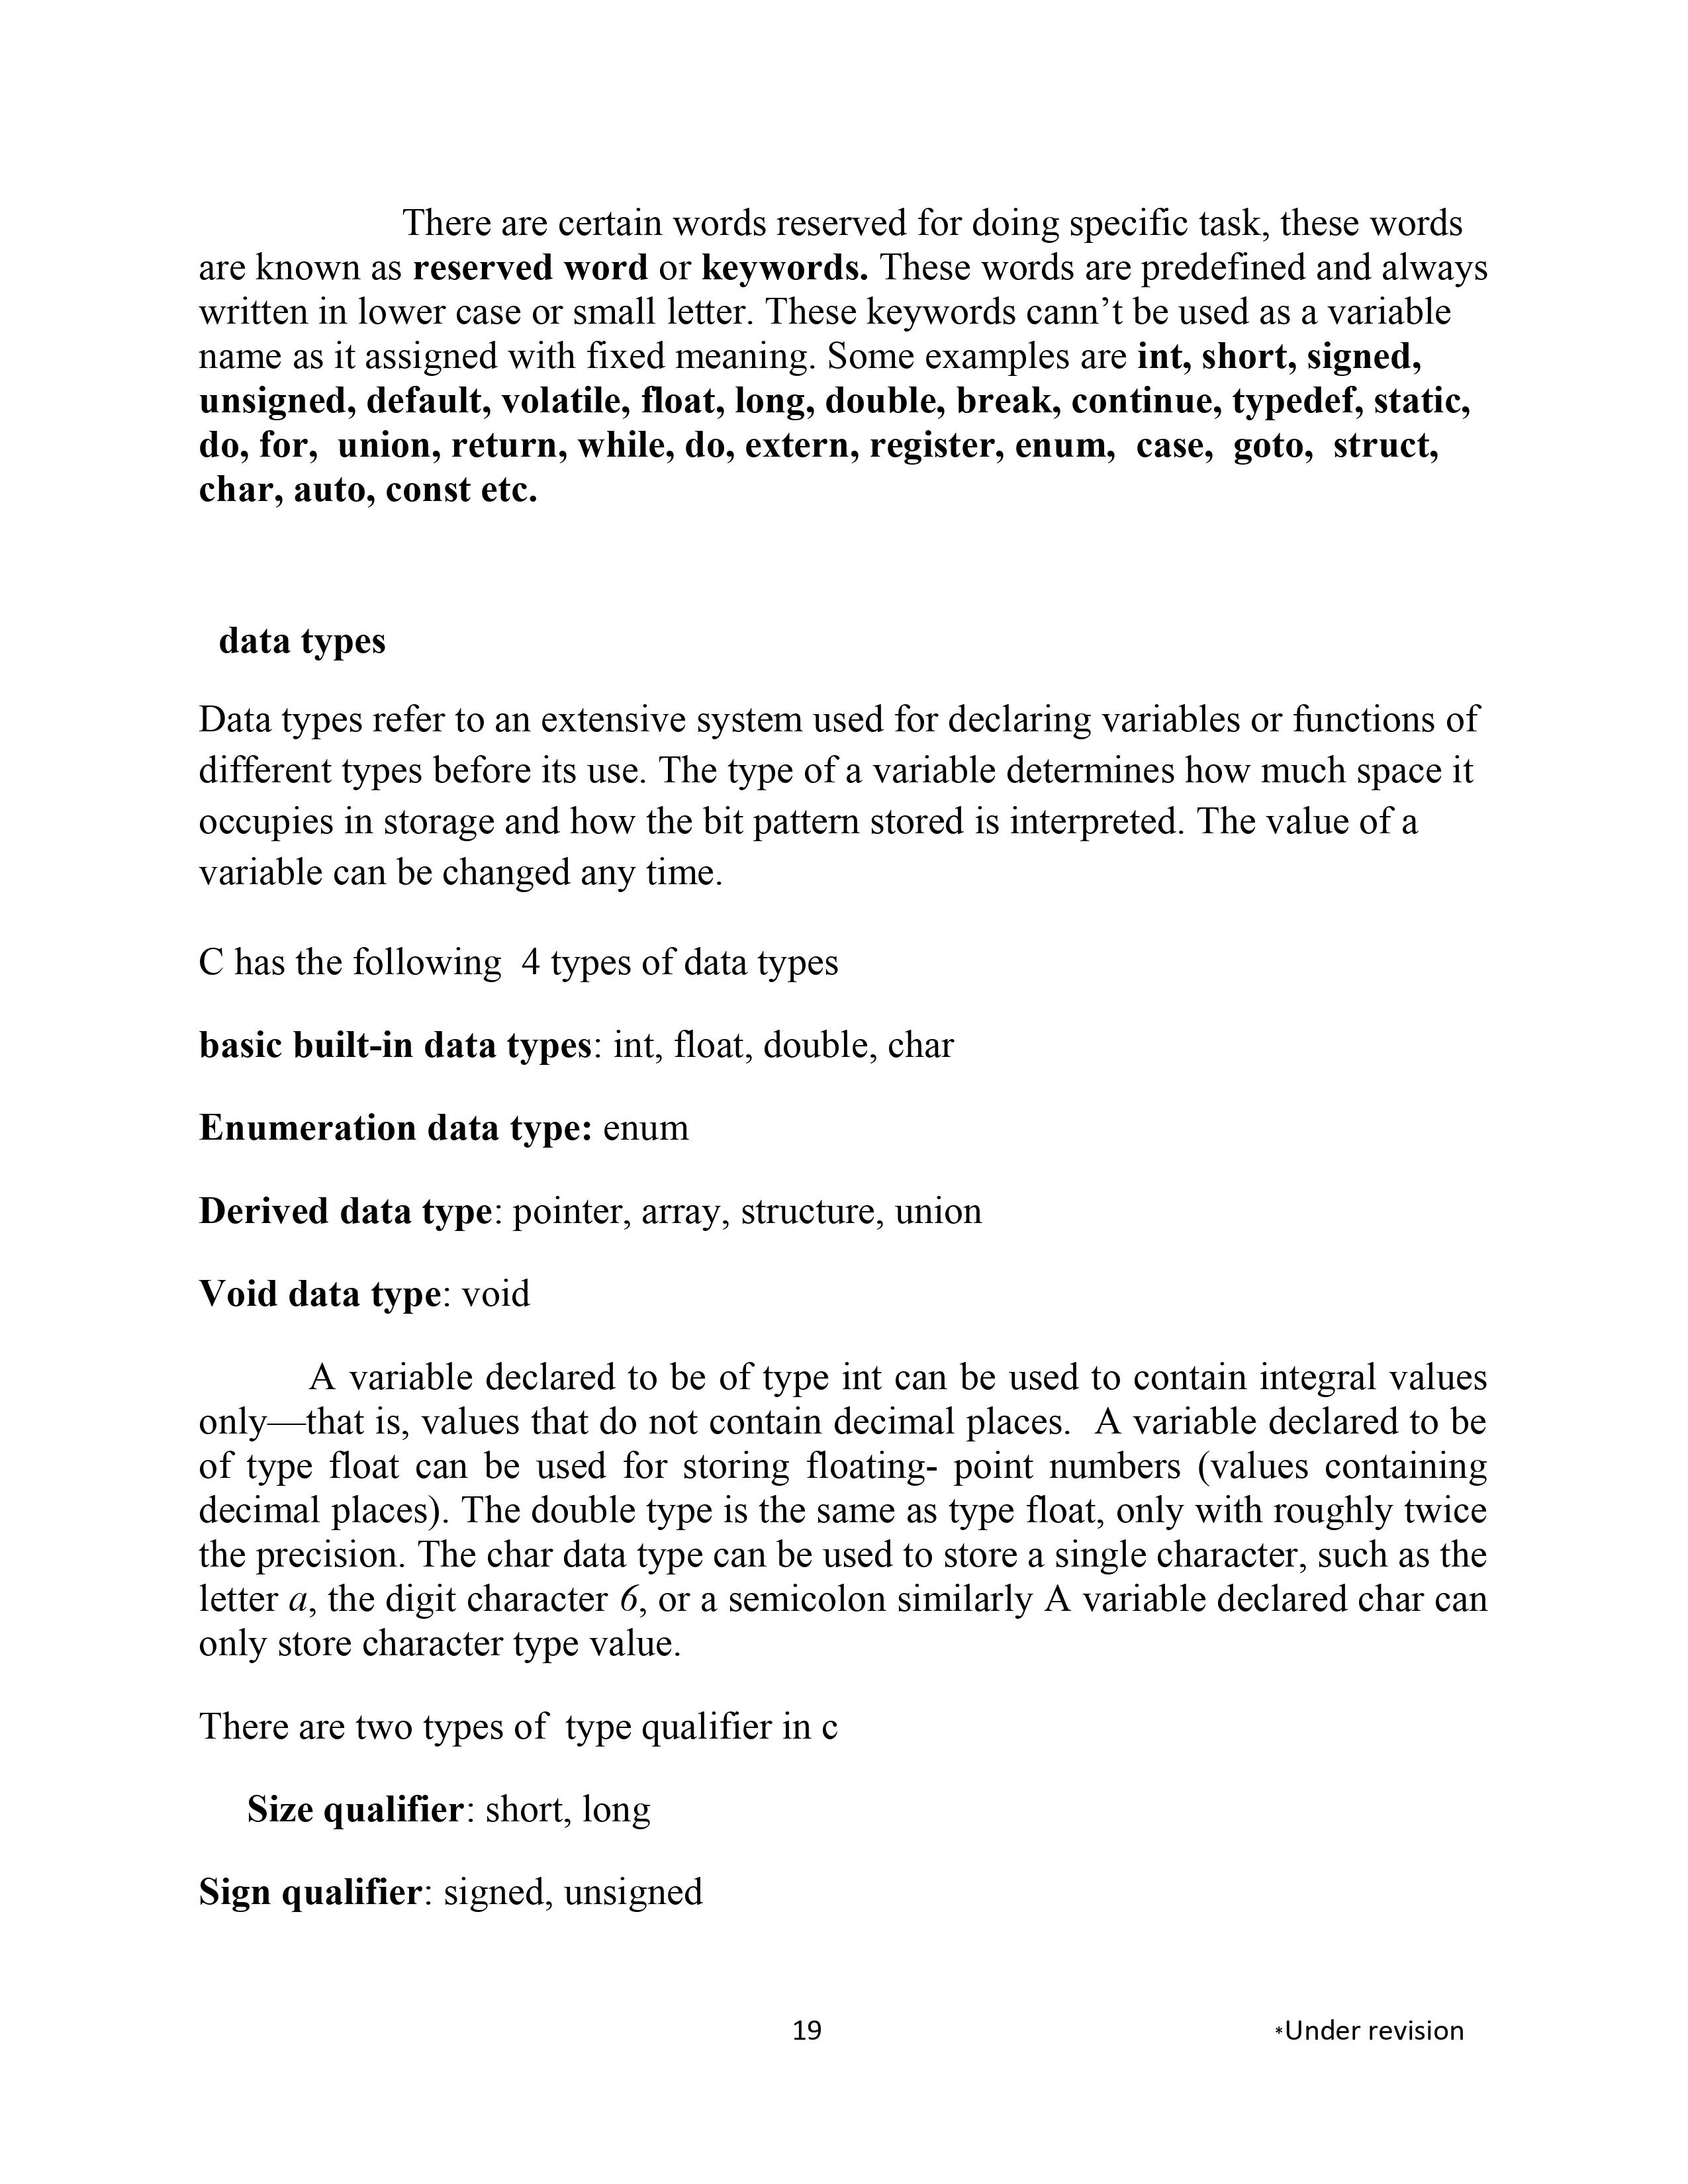 There are certain words reserved for doing specific task, these words
are known as reserved word or keywords. These words are predefined and always
written in lower case or small letter. These keywords cann’t be used as a variable
name as it assigned with fixed meaning. Some examples are int, short, signed,
unsigned, default, volatile, float, long, double, break, continue, typedef, static,
do, for, union, return, while, do, extern, register, enum, case, goto, struct,
char, auto, const etc.
data types
Data types refer to an extensive system used for declaring variables or functions of
different types before its use. The type of a variable determines how much space it
occupies in storage and how the bit pattern stored is interpreted. The value of a
variable can be changed any time.
C has the following 4 types of data types
basic built-in data types: int, float, double, char
Enumeration data type: enum
Derived data type: pointer, array, structure, union
Void data type: void
A variable declared to be of type int can be used to contain integral values
only—that is, values that do not contain decimal places. A variable declared to be
of type float can be used for storing floating- point numbers (values containing
decimal places). The double type is the same as type float, only with roughly twice
the precision. The char data type can be used to store a single character, such as the
letter a, the digit character 6, or a semicolon similarly A variable declared char can
only store character type value.
There are two types of type qualifier in c
Size qualifier: short, long
Sign qualifier: signed, unsigned
19 *Under revision